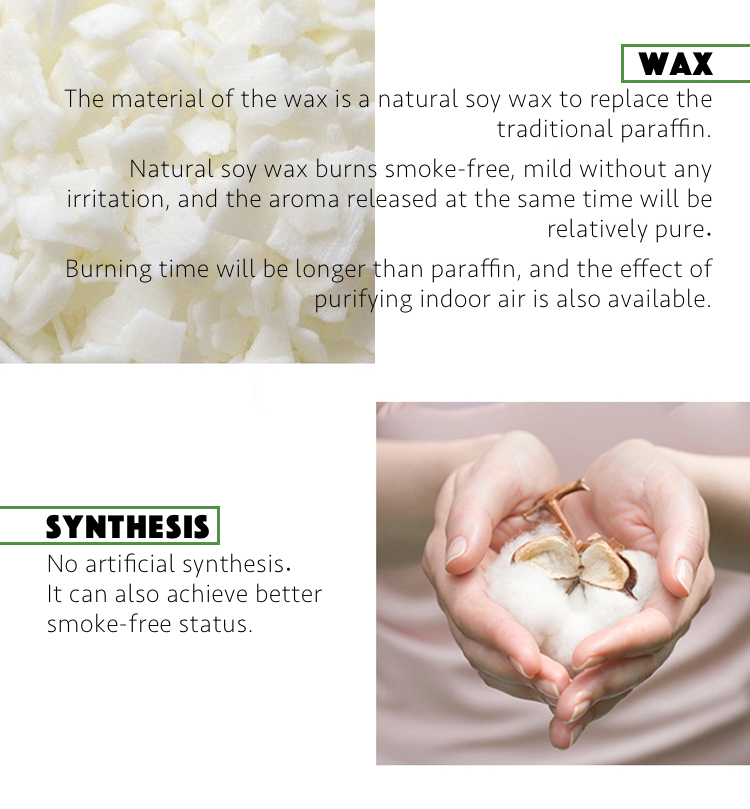 WAX
The material of the wax is a natural soy wax to replace the
traditional paraffin.
Natural soy wax burns smoke-free, mild without any
irritation, and the aroma released at the same time will be
relatively pure.
Burning time will be longer than paraffin, and the effect of
purifying indoor air is also available.
SYNTHESIS
No artificial synthesis.
It can also achieve better
smoke-free status.